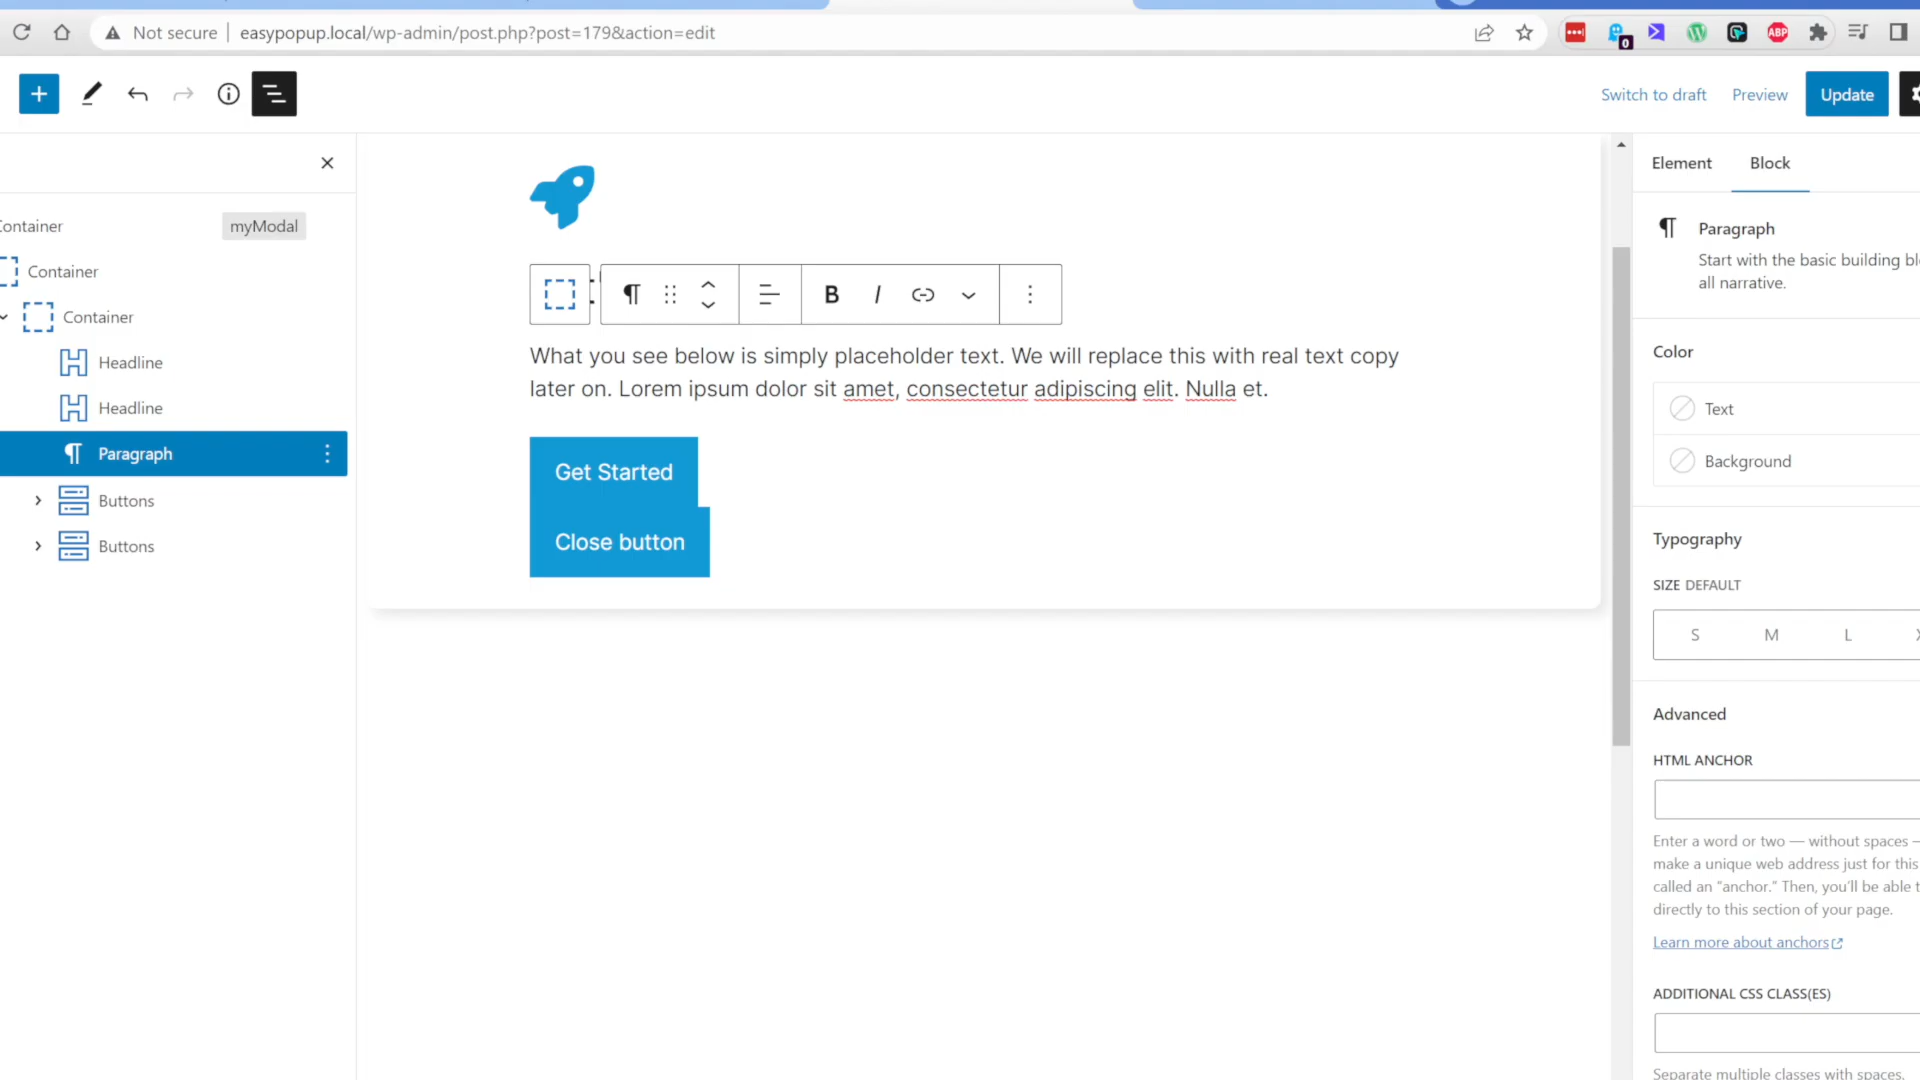 Not secure
easypopup.local/wp-admin/post.php?post=179&action=edit
0
ABP
Switch to draft
Preview
Update
Container
myModal
Container
Container
Headline
Headline
Paragraph
Buttons
Buttons
B I
What you see below is simply placeholder text. We will replace this with real text copy
later on. Lorem ipsum dolor sit amet, consectetur adipiscing elit. Nulla et.
Get Started
Close button
Element
Block
Paragraph
Start with the basic building
all narrative.
Color
Text
Background
Typography
SIZE DEFAULT
S M L
Advanced
HTML ANCHOR
Enter a word or two — without spaces —
make a unique web address just for this
called an “anchor.” Then, you’ll be able
directly to this section of your page.
Learn more about anchors
ADDITIONAL CSS CLASS(ES)
Separate multiple classes with spaces.